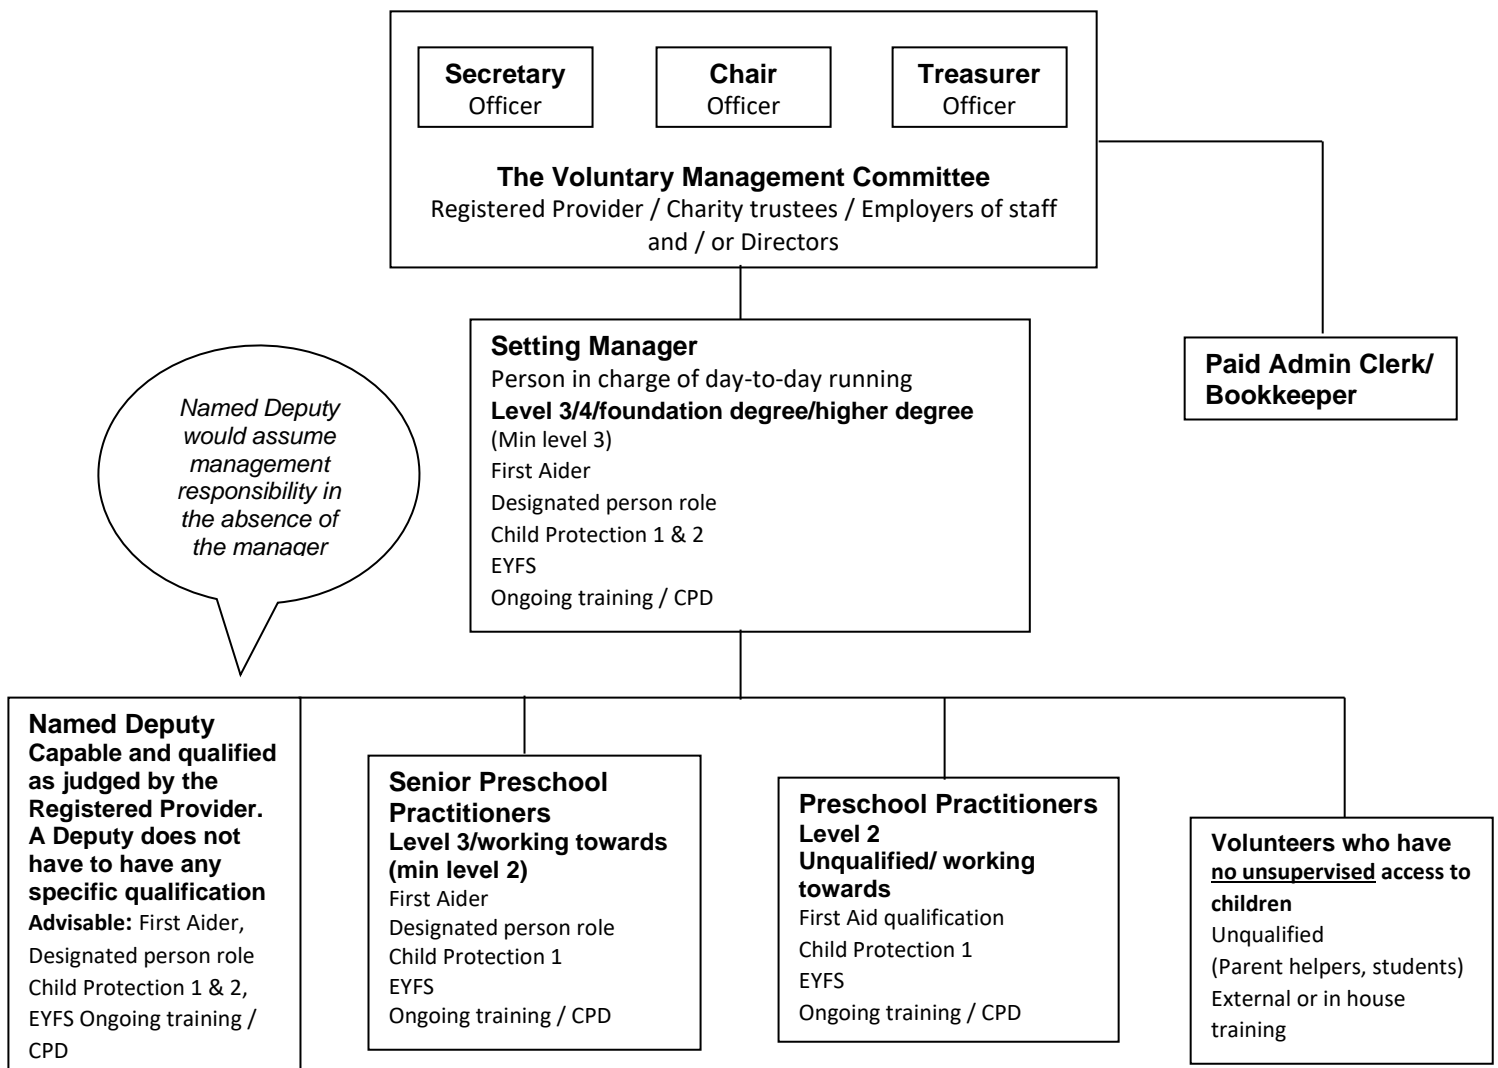 Secretary
Officer
Chair
Officer
Treasurer
Officer
The Voluntary Management Committee
Registered Provider / Charity trustees / Employers of staff
and / or Directors
Setting Manager
Person in charge of day-to-day running
Level 3/4/foundation degree/higher degree
(Min level 3)
First Aider
Designated person role
Child Protection 1 & 2
EYFS
Ongoing training / CPD
Paid Admin Clerk/
Bookkeeper
Named Deputy
would assume
management
responsibility in
the absence of
the manager
Named Deputy
Capable and qualified
as judged by the
Registered Provider.
A Deputy does not
have to have any
specific qualification
Advisable: First Aider,
Designated person role
Child Protection 1 & 2,
EYFS Ongoing training /
CPD
Senior Preschool
Practitioners
Level 3/working towards
(min level 2)
First Aider
Designated person role
Child Protection 1
EYFS
Ongoing training / CPD
Preschool Practitioners
Level 2
Unqualified/ working
towards
First Aid qualification
Child Protection 1
EYFS
Ongoing training / CPD
Volunteers who have
no unsupervised access to
children
Unqualified
(Parent helpers, students)
External or in house
training